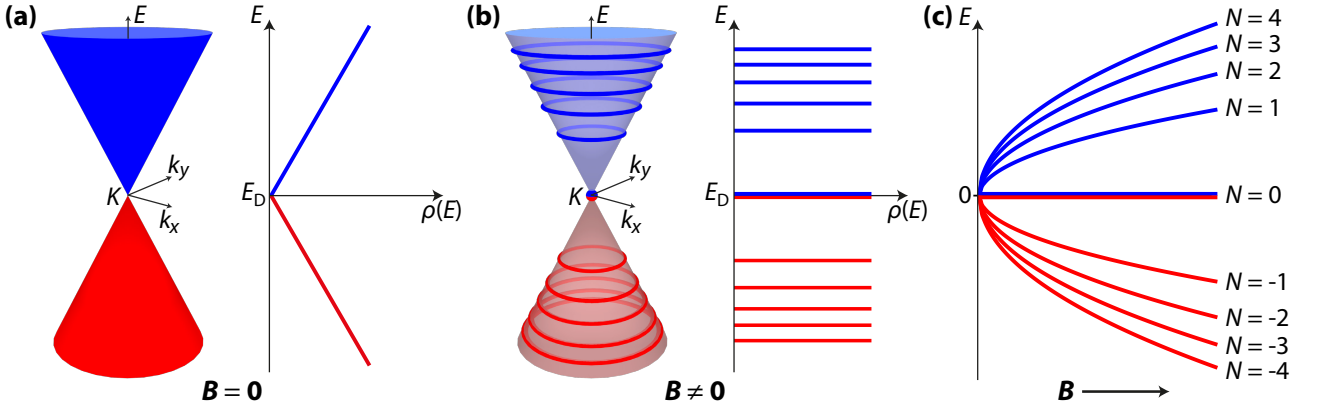 (a)
E
k_y
K
k_x
E
E_D
ρ(E)
B = 0
(b)
E
k_y
K
k_x
E
E_D
ρ(E)
B ≠ 0
(c)
E
N = 4
N = 3
N = 2
N = 1
0
N = 0
N = -1
N = -2
N = -3
N = -4
B